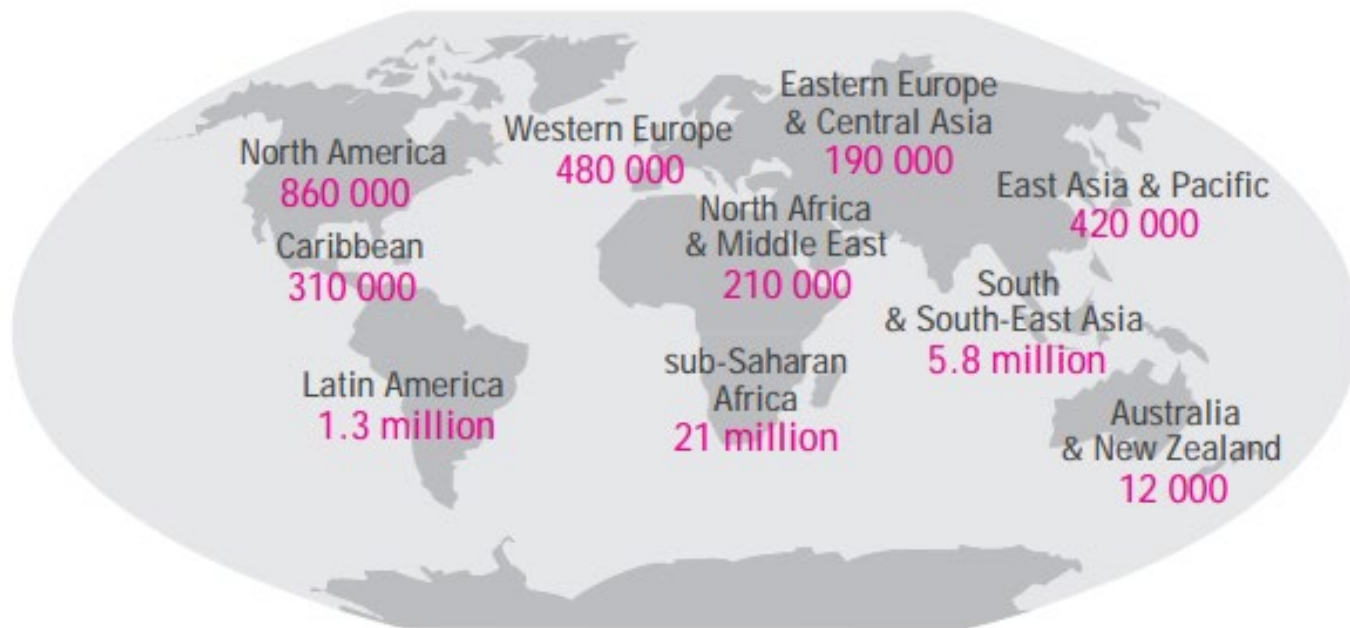 North America
860 000
Caribbean
310 000
Latin America
1.3 million
Western Europe
480 000
Eastern Europe
& Central Asia
190 000
North Africa
& Middle East
210 000
sub-Saharan
Africa
21 million
East Asia & Pacific
420 000
South
& South-East Asia
5.8 million
Australia
& New Zealand
12 000